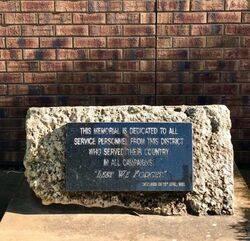 THIS MEMORIAL IS DEDICATED TO ALL
SERVICE PERSONNEL FROM THIS DISTRICT
WHO SERVED THEIR COUNTRY
IN ALL CAMPAIGNS.
"LEST WE FORGET"
APRIL,